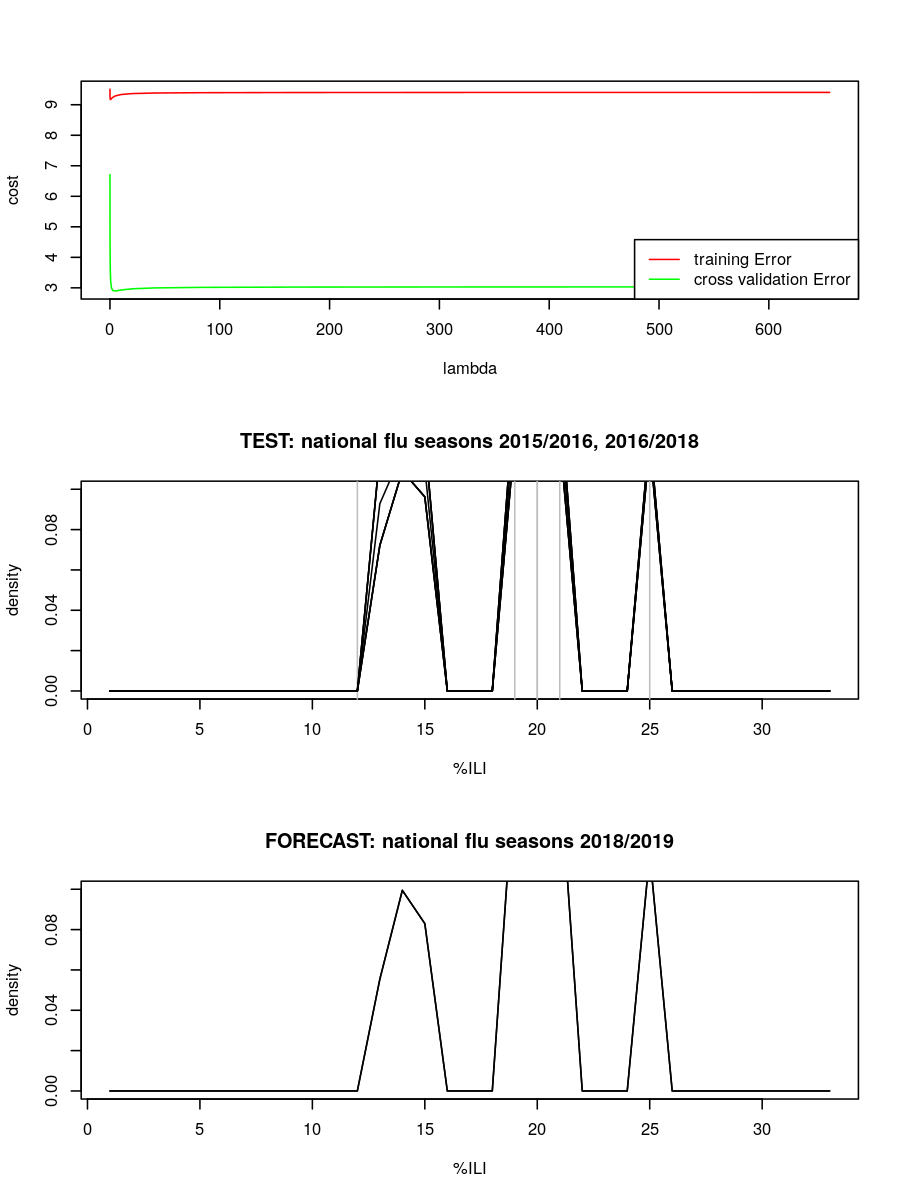 cost
9
8
7
6
5
4
3
training Error
cross validation Error
0 100 200 300 400 500 600
lambda
TEST: national flu seasons 2015/2016, 2016/2018
density
0.08
0.04
0.00
0 5 10 15 20 25 30
%ILI
FORECAST: national flu seasons 2018/2019
density
0.08
0.04
0.00
0 5 10 15 20 25 30
%ILI